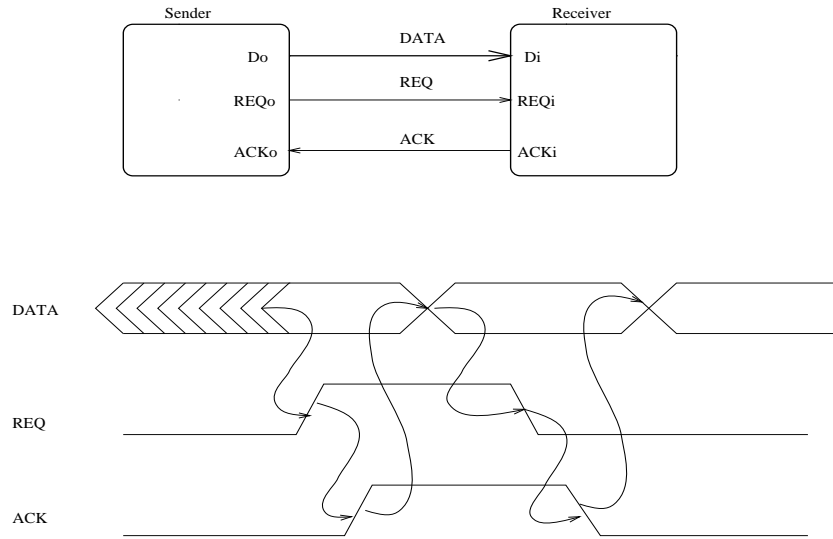 Sender
Receiver
Do
DATA
Di
REQo
REQ
REQi
ACKo
ACK
ACKi
DATA
REQ
ACK